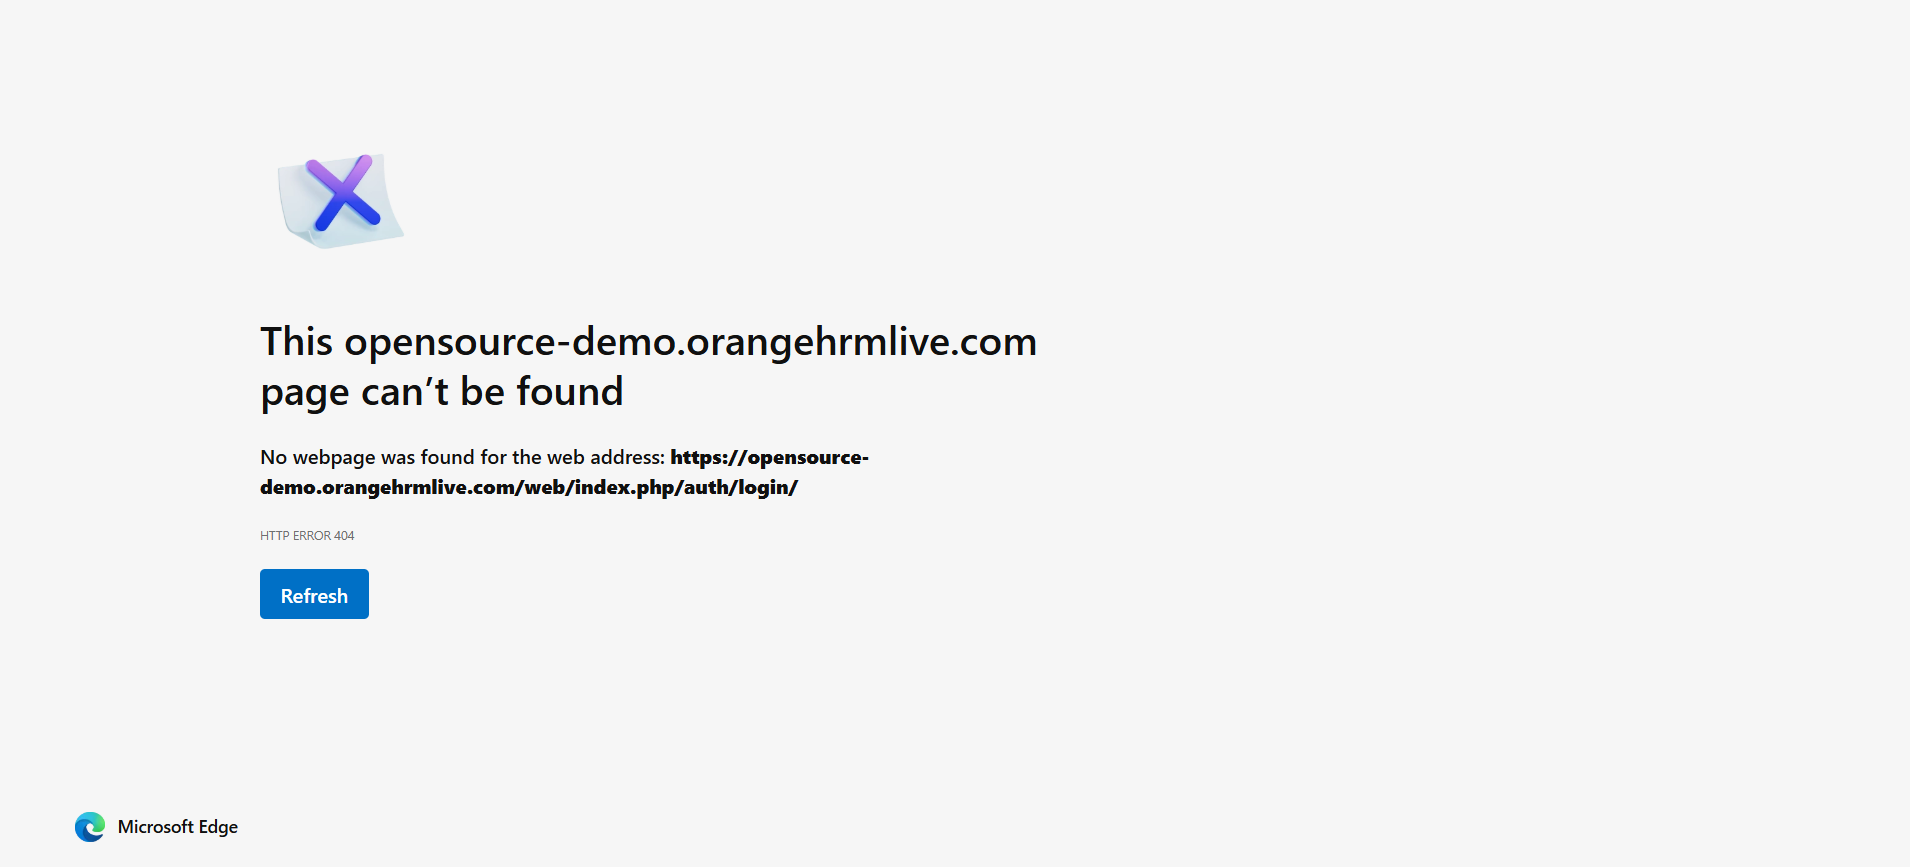 This opensource-demo.orangehrmlive.com
page can’t be found
No webpage was found for the web address: https://opensource-
demo.orangehrmlive.com/web/index.php/auth/login/
HTTP ERROR 404
Refresh
Microsoft Edge